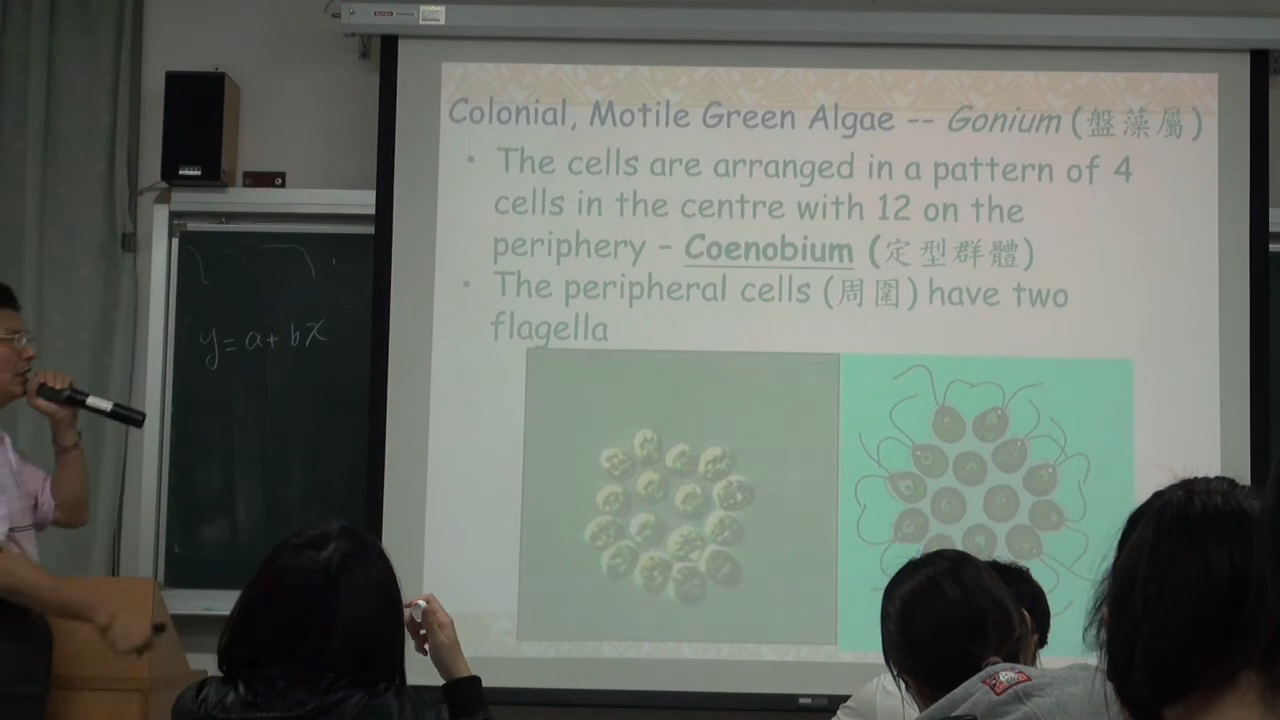 Colonial, Motile Green Algae -- Gonium (盤藻屬)
• The cells are arranged in a pattern of 4
cells in the centre with 12 on the
periphery – Coenobium (定型群體)
• The peripheral cells (周圍) have two
flagella
y = a + bx